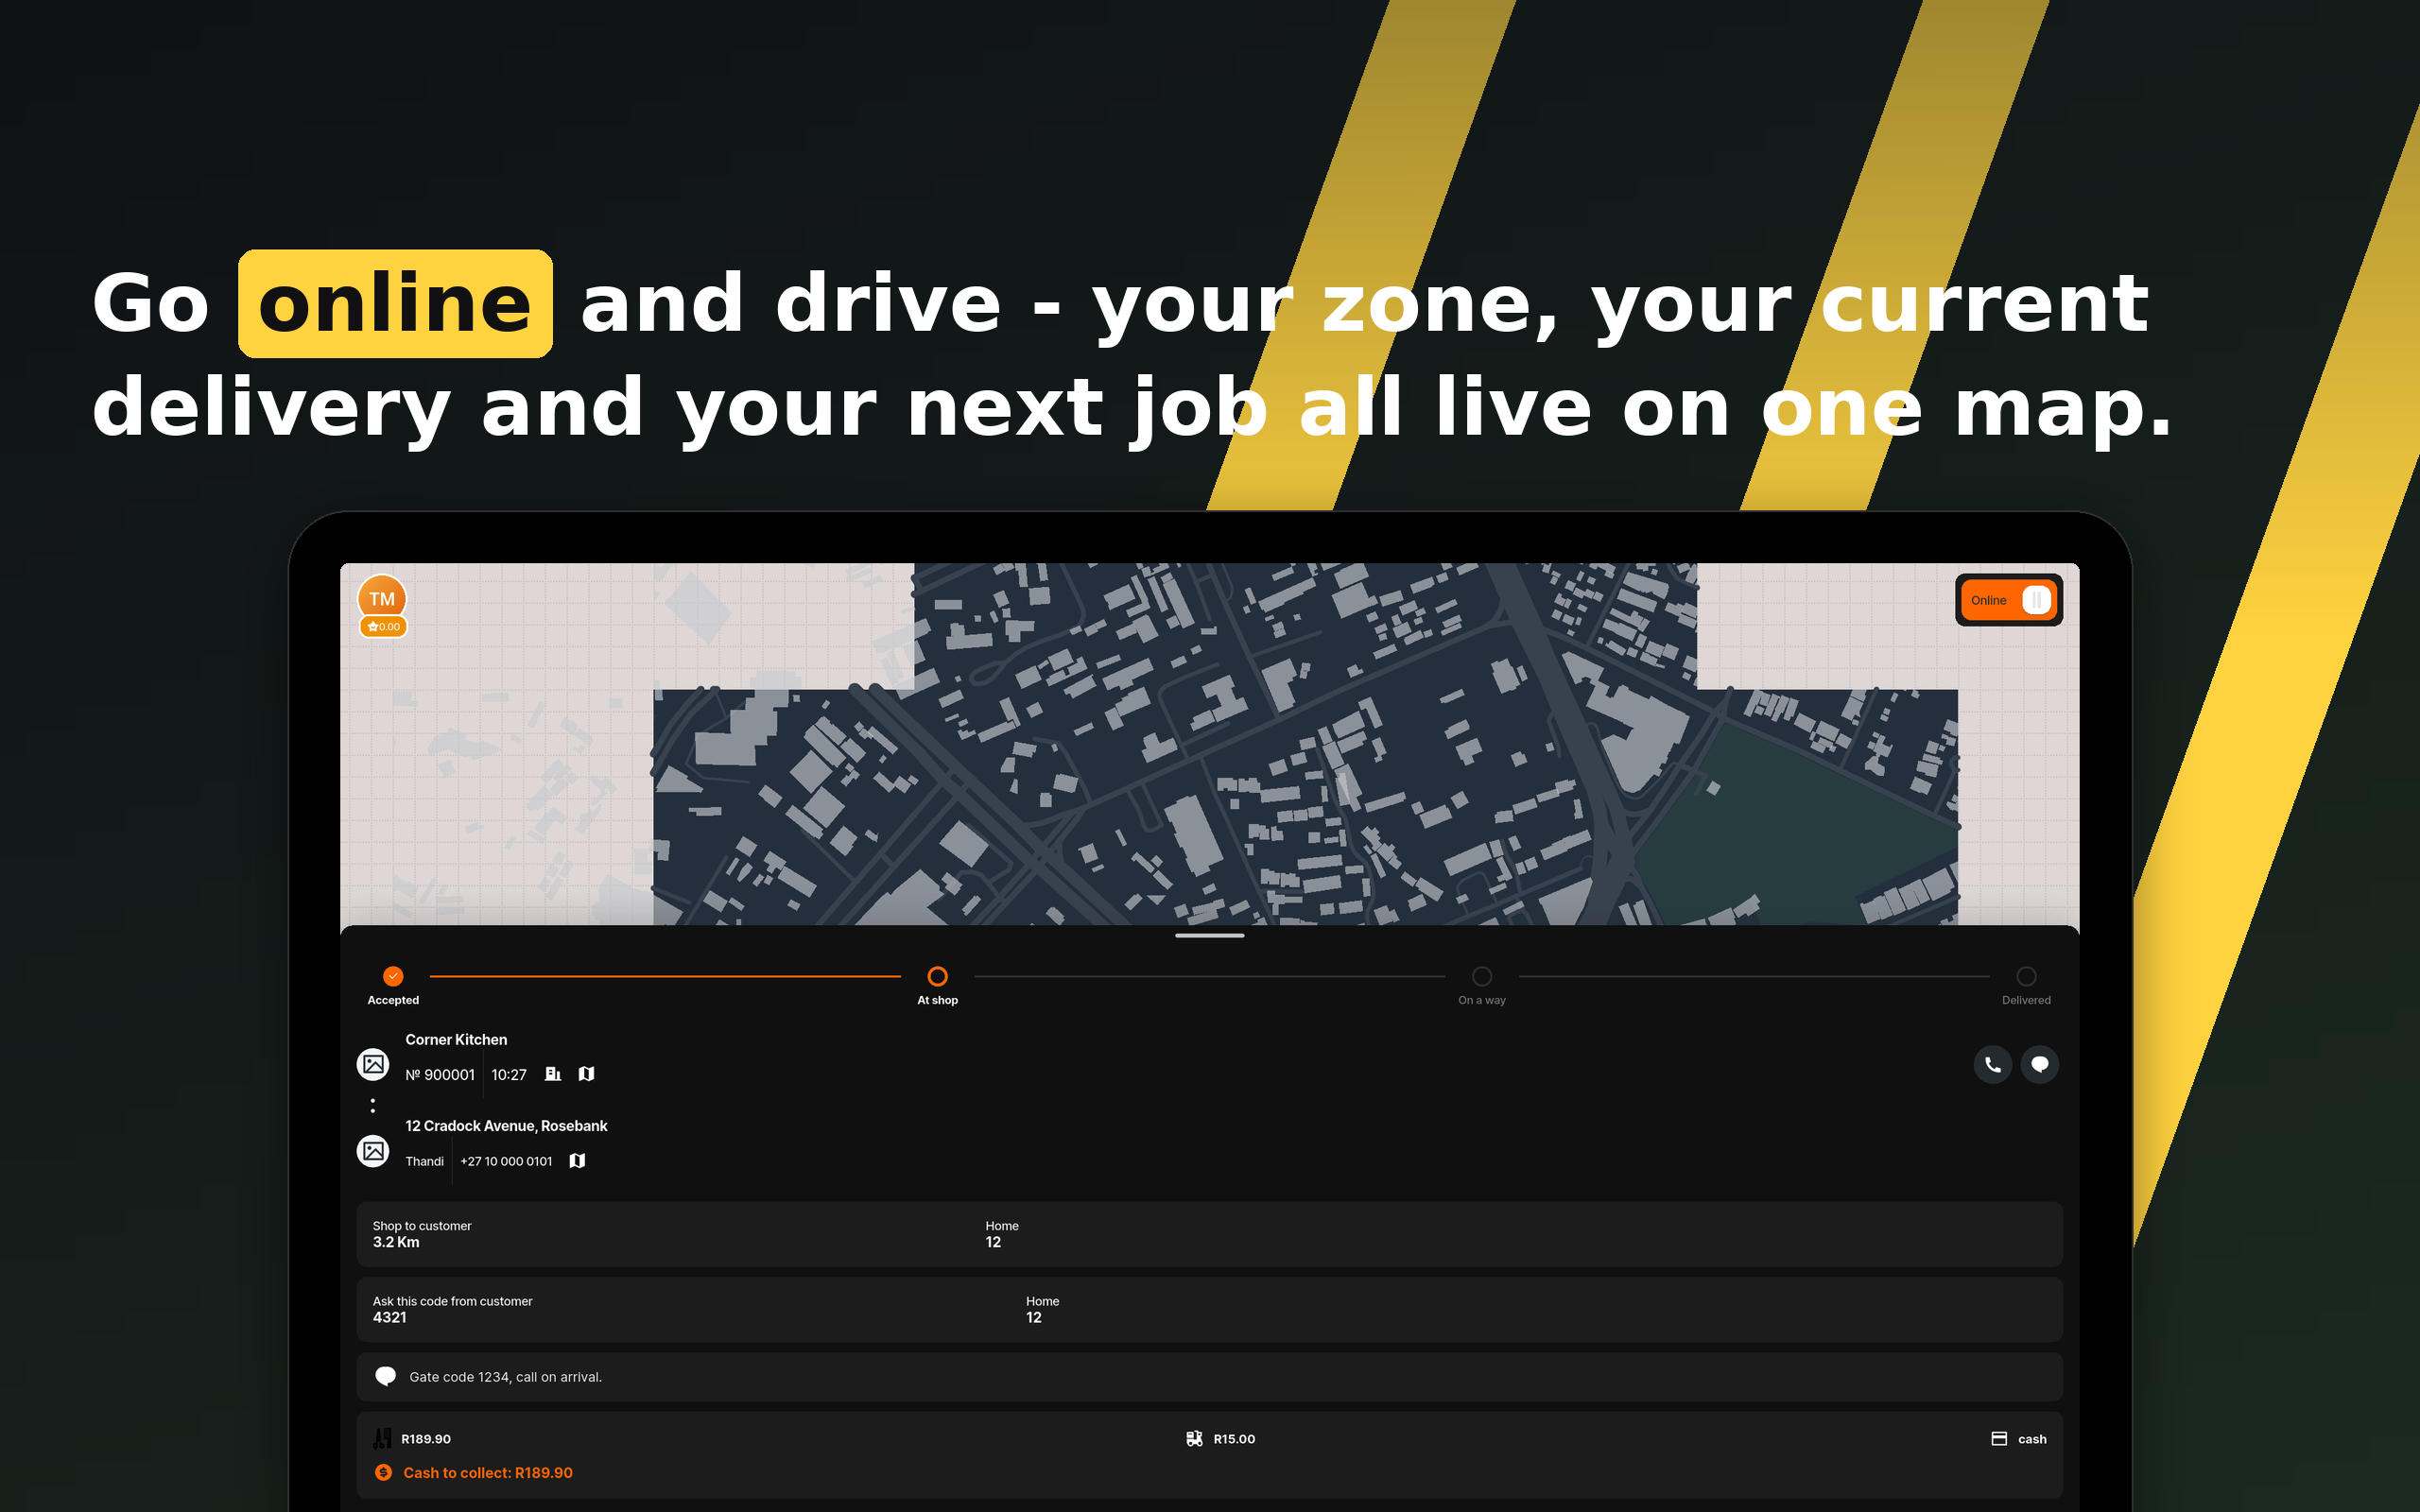 Go online and drive - your zone, your current
delivery and your next job all live on one map.
TM
0.00
Online
Accepted
At shop
On a way
Delivered
Corner Kitchen
№ 900001 10:27
12 Cradock Avenue, Rosebank
Thandi +27 10 000 0101
Shop to customer Home
3.2 Km 12
Ask this code from customer Home
4321 12
Gate code 1234, call on arrival.
R189.90 R15.00 cash
Cash to collect: R189.90